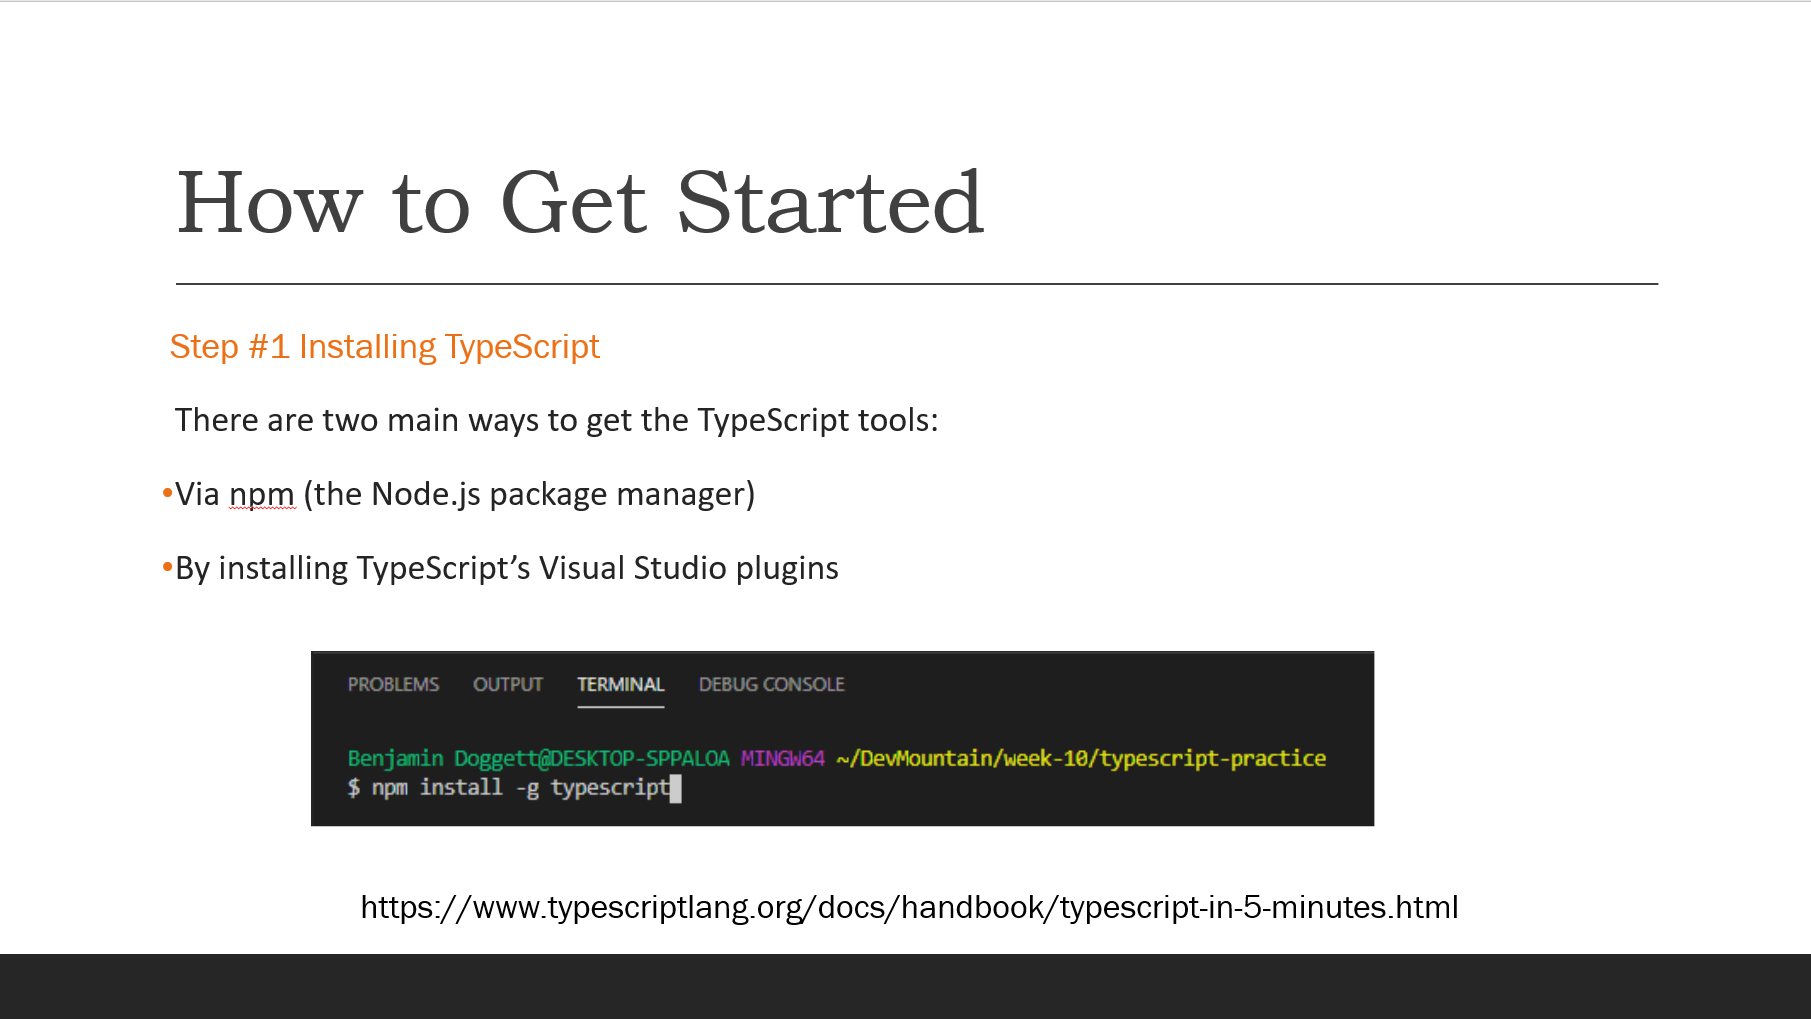 How to Get Started
Step #1 Installing TypeScript
There are two main ways to get the TypeScript tools:
•Via npm (the Node.js package manager)
•By installing TypeScript’s Visual Studio plugins
PROBLEMS OUTPUT TERMINAL DEBUG CONSOLE
Benjamin Doggett@DESKTOP-SPPALOA MINGW64 ~/DevMountain/week-10/typescript-practice
$ npm install -g typescript
https://www.typescriptlang.org/docs/handbook/typescript-in-5-minutes.html